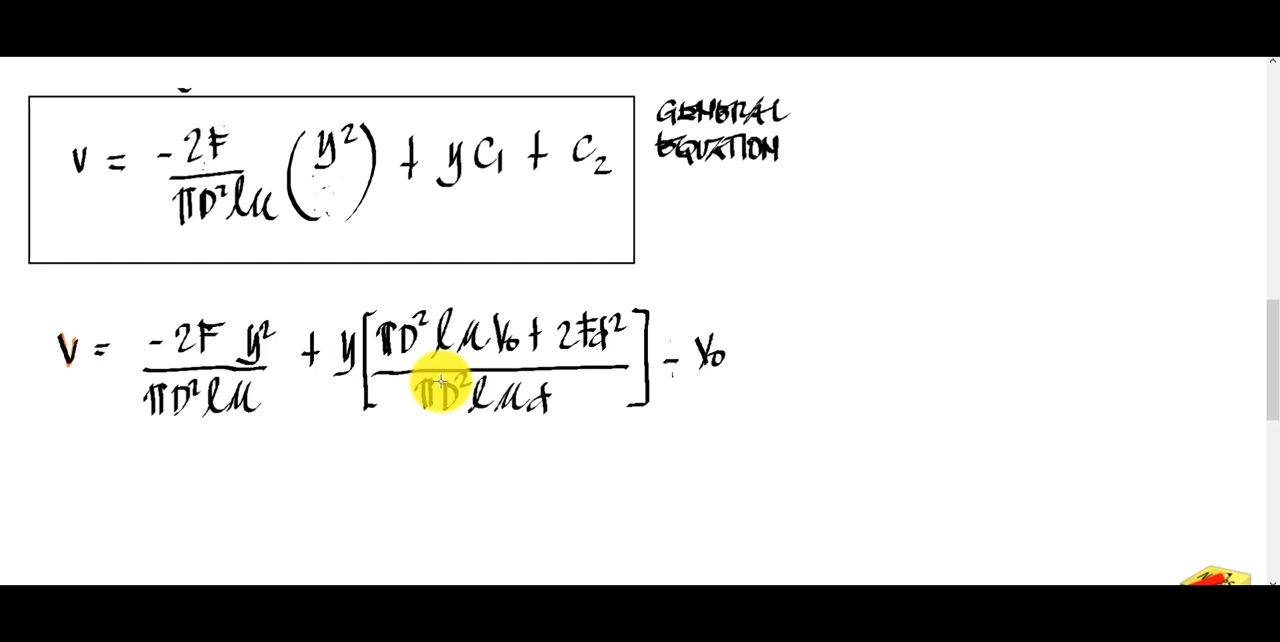 v = -2F / πD²lμ (y²) + yC₁ + C₂
GENERAL
EQUATION
v = -2F y² / πD²lμ + y[πD²lμV₀ + 2Fd² / πD²lμd] - V₀